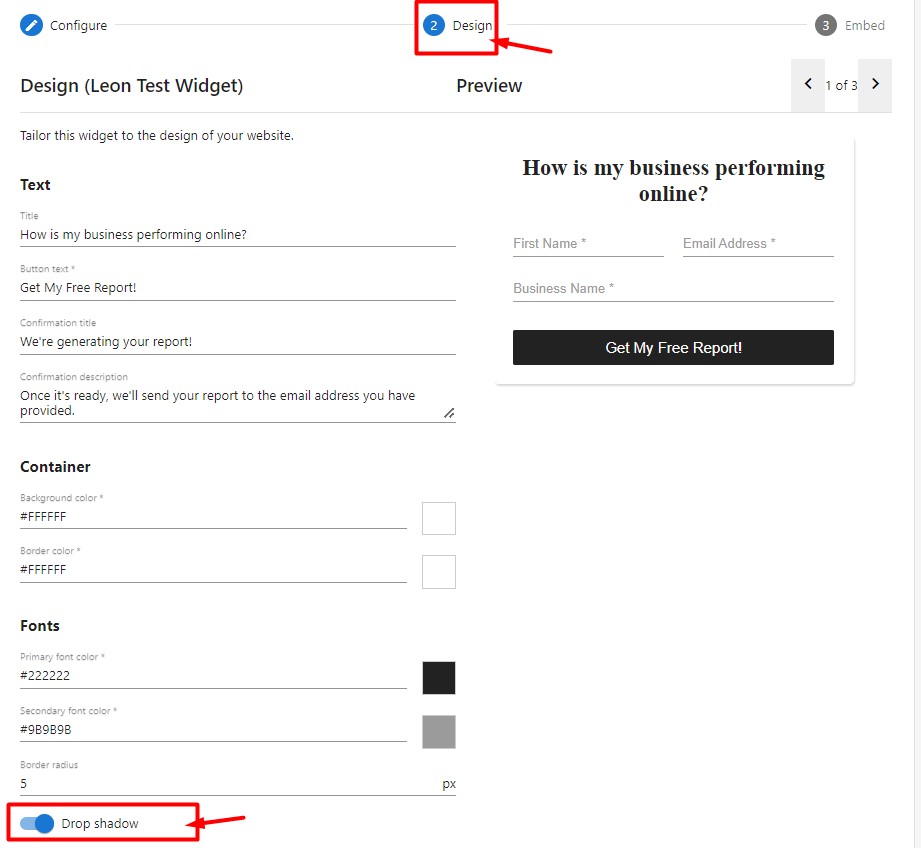 Configure
2 Design
3 Embed
Design (Leon Test Widget)
Preview
1 of 3
Tailor this widget to the design of your website.
Text
Title
How is my business performing online?
Button text *
Get My Free Report!
Confirmation title
We're generating your report!
Confirmation description
Once it's ready, we'll send your report to the email address you have
provided.
Container
Background color *
#FFFFFF
Border color *
#FFFFFF
Fonts
Primary font color *
#222222
Secondary font color *
#9B9B9B
Border radius
5 px
Drop shadow
How is my business performing
online?
First Name *
Email Address *
Business Name *
Get My Free Report!